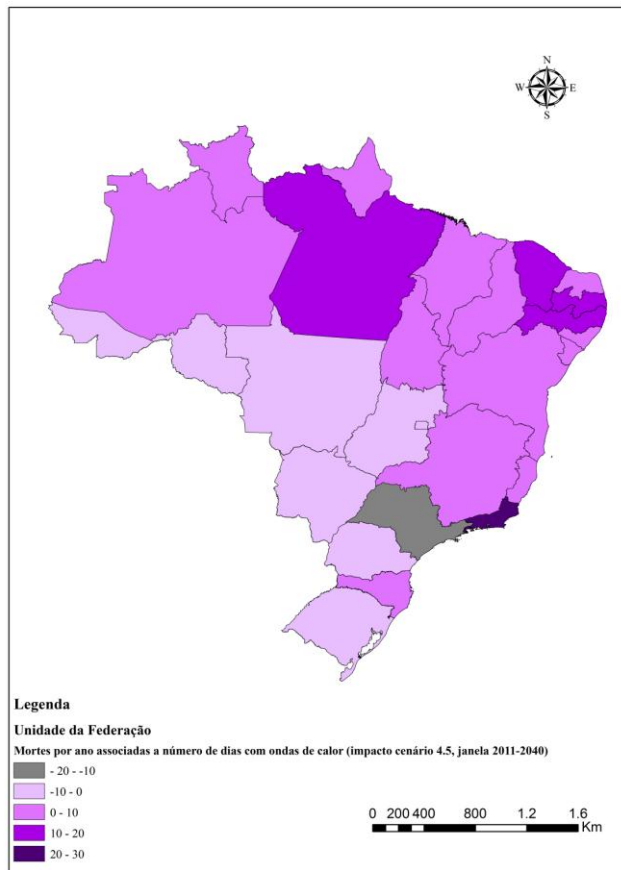 N
W E
S
Legenda
Unidade da Federação
Mortes por ano associadas a número de dias com ondas de calor (impacto cenário 4.5, janela 2011-2040)
- 20 - -10
-10 - 0
0 - 10
10 - 20
20 - 30
0 200 400 800 1.2 1.6
Km